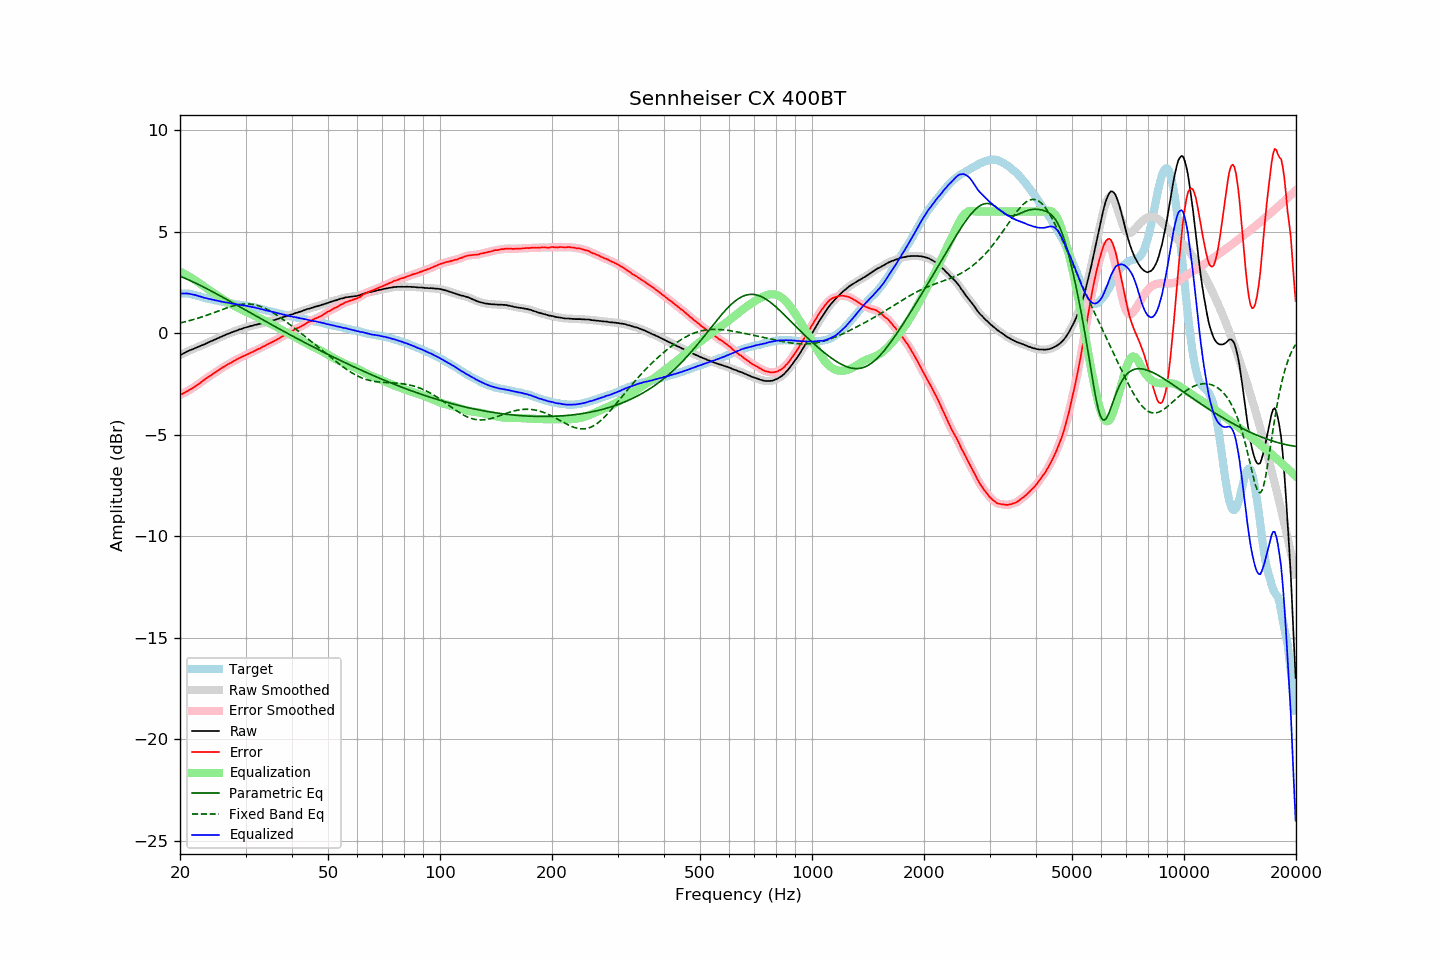 Sennheiser CX 400BT
10
5
0
−5
−10
−15
−20
−25
Amplitude (dBr)
Target
Raw Smoothed
Error Smoothed
Raw
Error
Equalization
Parametric Eq
Fixed Band Eq
Equalized
20 50 100 200 500 1000 2000 5000 10000 20000
Frequency (Hz)